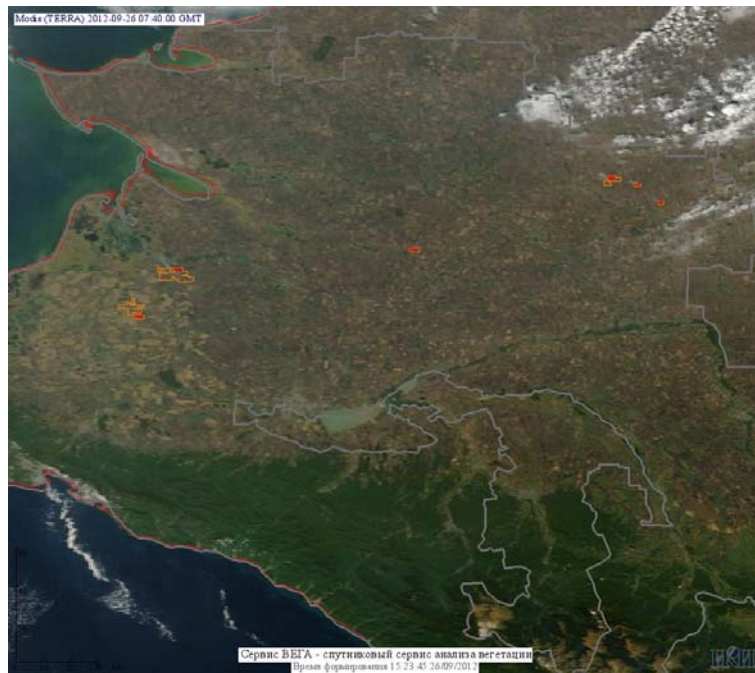 Modis (TERRA) 2012-09-26 07:40:00 GMT
Сервис ВЕГА - спутниковый сервис анализа вегетации
Время формирования 15:23:45 26/09/2012
ИКИ